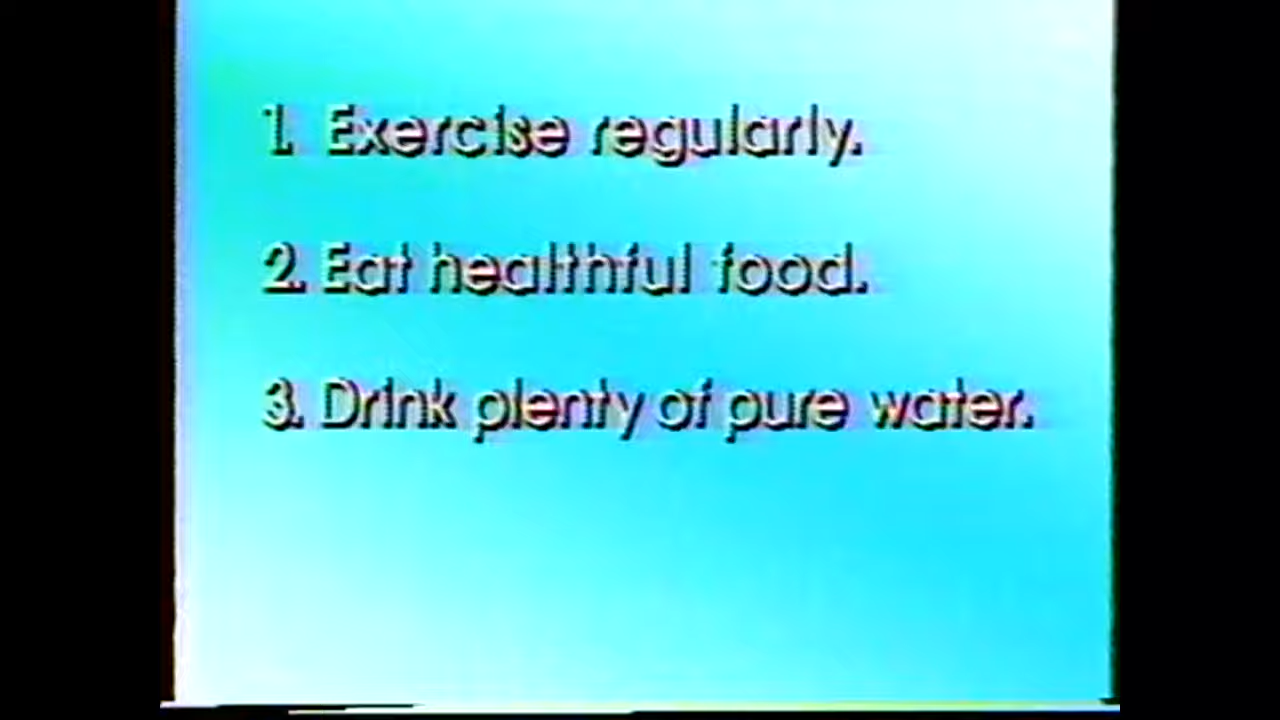 1. Exercise regularly.
2. Eat healthful food.
3. Drink plenty of pure water.